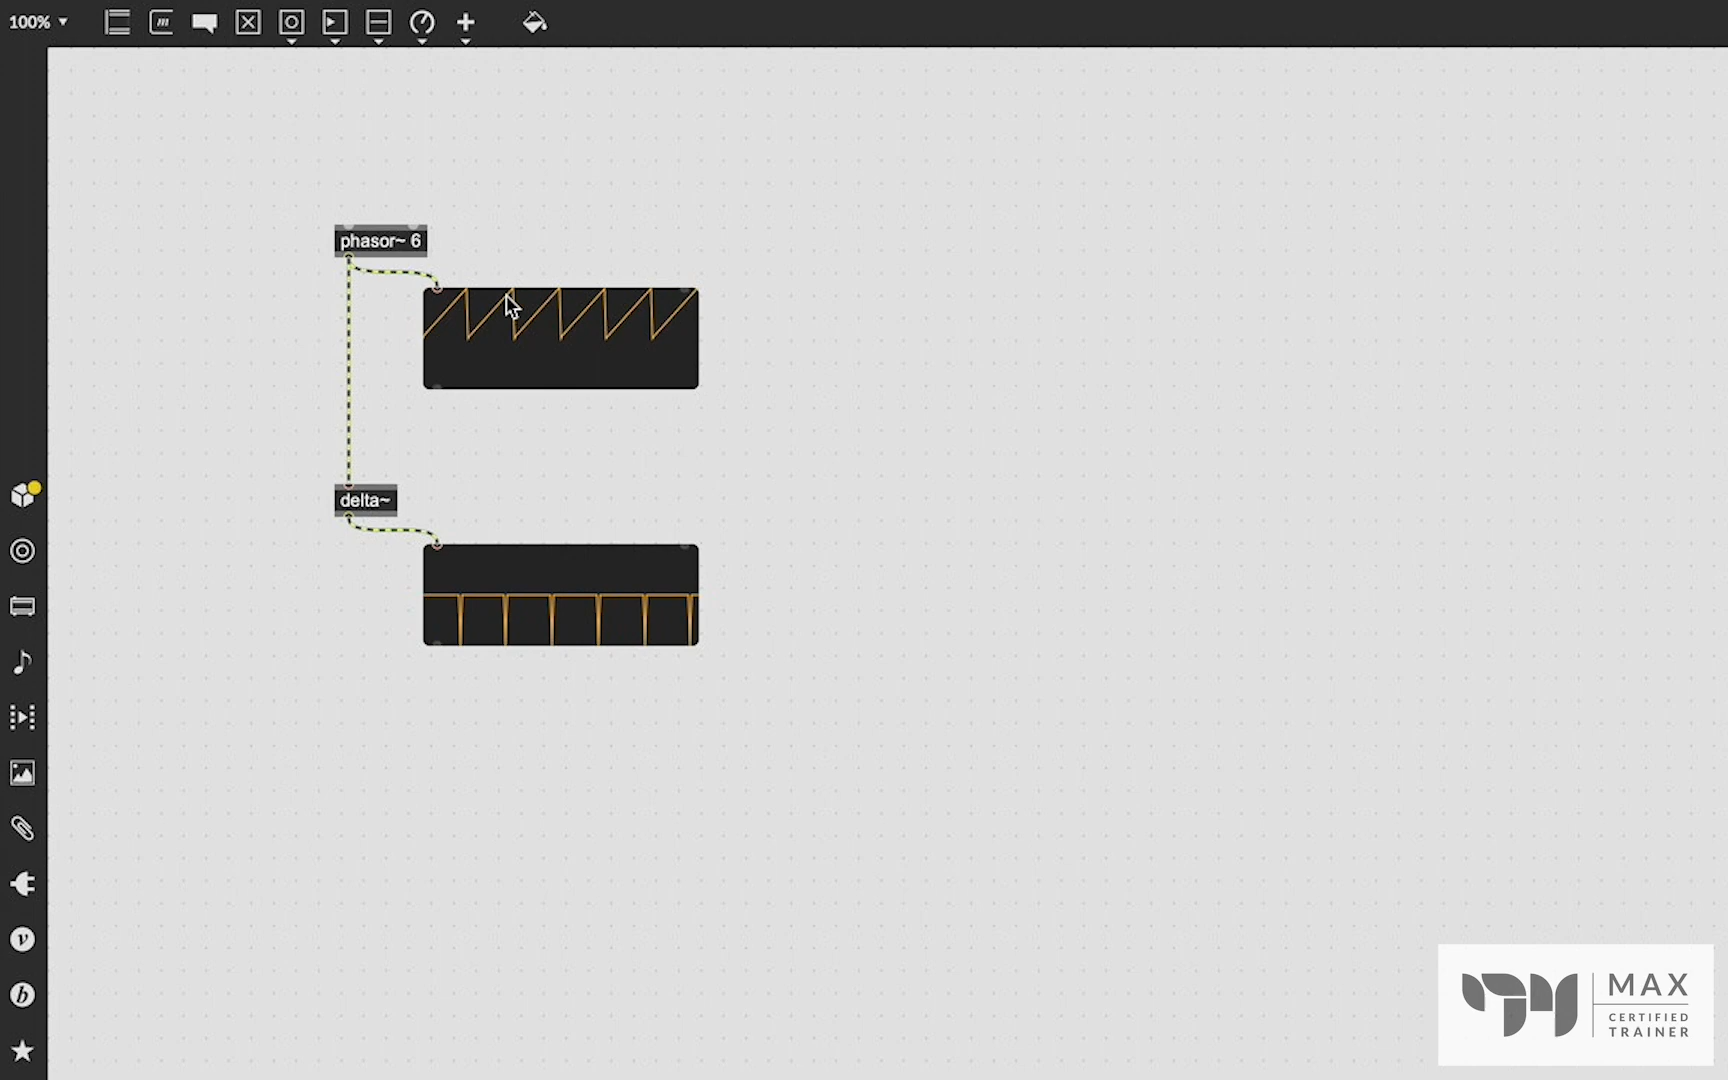 100%
phasor~ 6
delta~
MAX
CERTIFIED
TRAINER